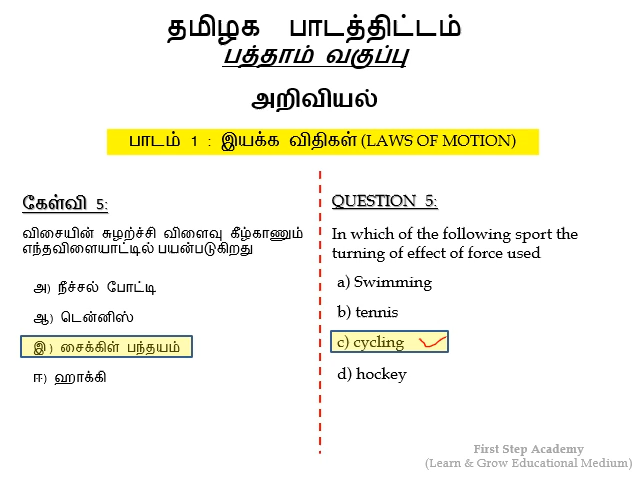 தமிழக பாடத்திட்டம்
பத்தாம் வகுப்பு
அறிவியல்
பாடம் 1 : இயக்க விதிகள் (LAWS OF MOTION)
கேள்வி 5:
விசையின் சுழற்ச்சி விளைவு கீழ்காணும்
எந்தவிளையாட்டில் பயன்படுகிறது
அ) நீச்சல் போட்டி
ஆ) டென்னிஸ்
இ) சைக்கிள் பந்தயம்
ஈ) ஹாக்கி
QUESTION 5:
In which of the following sport the
turning of effect of force used
a) Swimming
b) tennis
c) cycling
d) hockey
First Step Academy
(Learn & Grow Educational Medium)